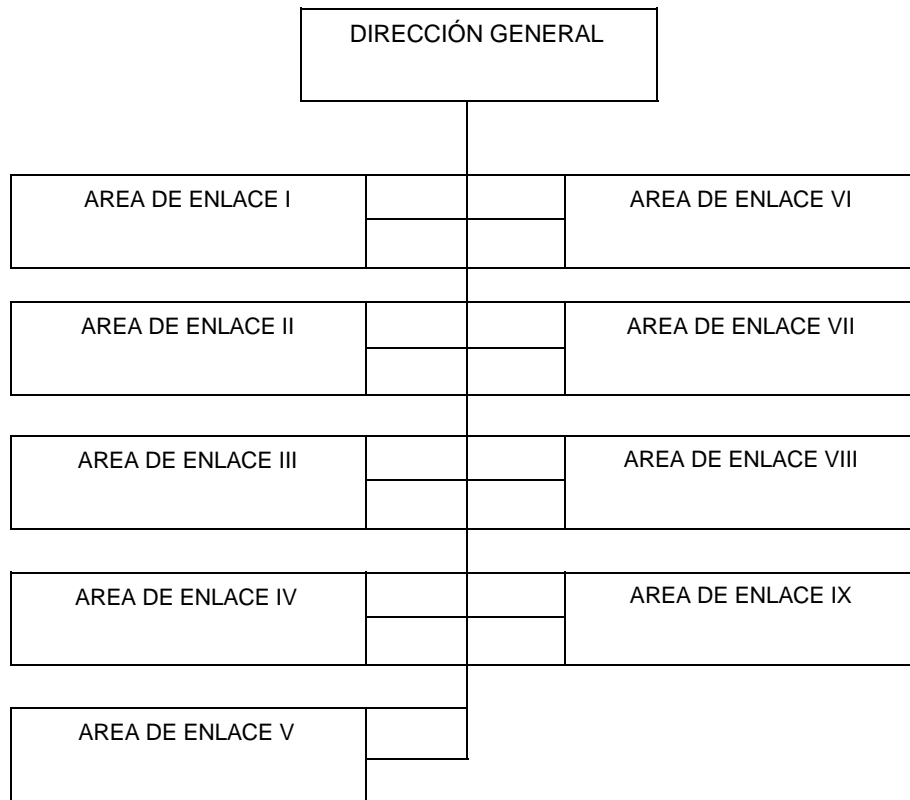 DIRECCIÓN GENERAL
AREA DE ENLACE I
AREA DE ENLACE VI
AREA DE ENLACE II
AREA DE ENLACE VII
AREA DE ENLACE III
AREA DE ENLACE VIII
AREA DE ENLACE IV
AREA DE ENLACE IX
AREA DE ENLACE V